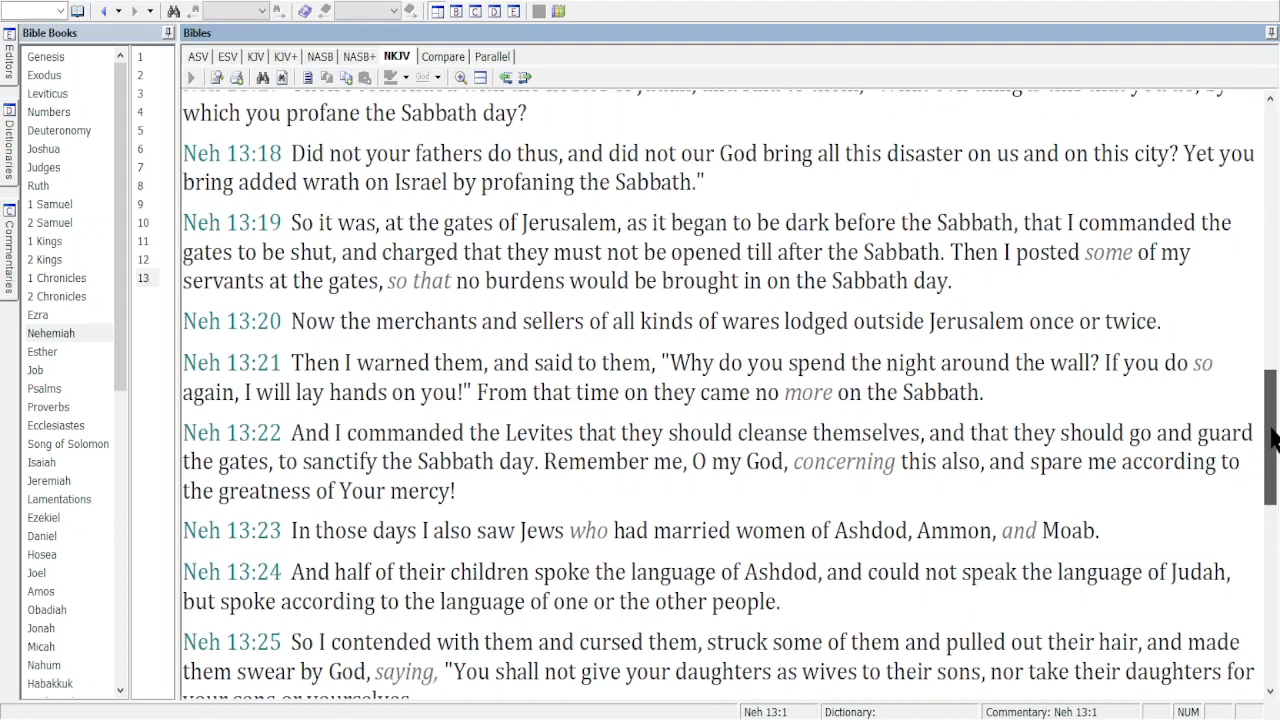 Bible Books
Bibles
ASV ESV KJV KJV+ NASB NASB+ NKJV Compare Parallel
Editors
Dictionaries
Commentaries
Genesis
Exodus
Leviticus
Numbers
Deuteronomy
Joshua
Judges
Ruth
1 Samuel
2 Samuel
1 Kings
2 Kings
1 Chronicles
2 Chronicles
Ezra
Nehemiah
Esther
Job
Psalms
Proverbs
Ecclesiastes
Song of Solomon
Isaiah
Jeremiah
Lamentations
Ezekiel
Daniel
Hosea
Joel
Amos
Obadiah
Jonah
Micah
Nahum
Habakkuk
1
2
3
4
5
6
7
8
9
10
11
12
13
which you profane the Sabbath day?
Neh 13:18 Did not your fathers do thus, and did not our God bring all this disaster on us and on this city? Yet you
bring added wrath on Israel by profaning the Sabbath."
Neh 13:19 So it was, at the gates of Jerusalem, as it began to be dark before the Sabbath, that I commanded the
gates to be shut, and charged that they must not be opened till after the Sabbath. Then I posted some of my
servants at the gates, so that no burdens would be brought in on the Sabbath day.
Neh 13:20 Now the merchants and sellers of all kinds of wares lodged outside Jerusalem once or twice.
Neh 13:21 Then I warned them, and said to them, "Why do you spend the night around the wall? If you do so
again, I will lay hands on you!" From that time on they came no more on the Sabbath.
Neh 13:22 And I commanded the Levites that they should cleanse themselves, and that they should go and guard
the gates, to sanctify the Sabbath day. Remember me, O my God, concerning this also, and spare me according to
the greatness of Your mercy!
Neh 13:23 In those days I also saw Jews who had married women of Ashdod, Ammon, and Moab.
Neh 13:24 And half of their children spoke the language of Ashdod, and could not speak the language of Judah,
but spoke according to the language of one or the other people.
Neh 13:25 So I contended with them and cursed them, struck some of them and pulled out their hair, and made
them swear by God, saying, "You shall not give your daughters as wives to their sons, nor take their daughters for
your sons or yourselves.
Neh 13:1 Dictionary: Commentary: Neh 13:1 NUM